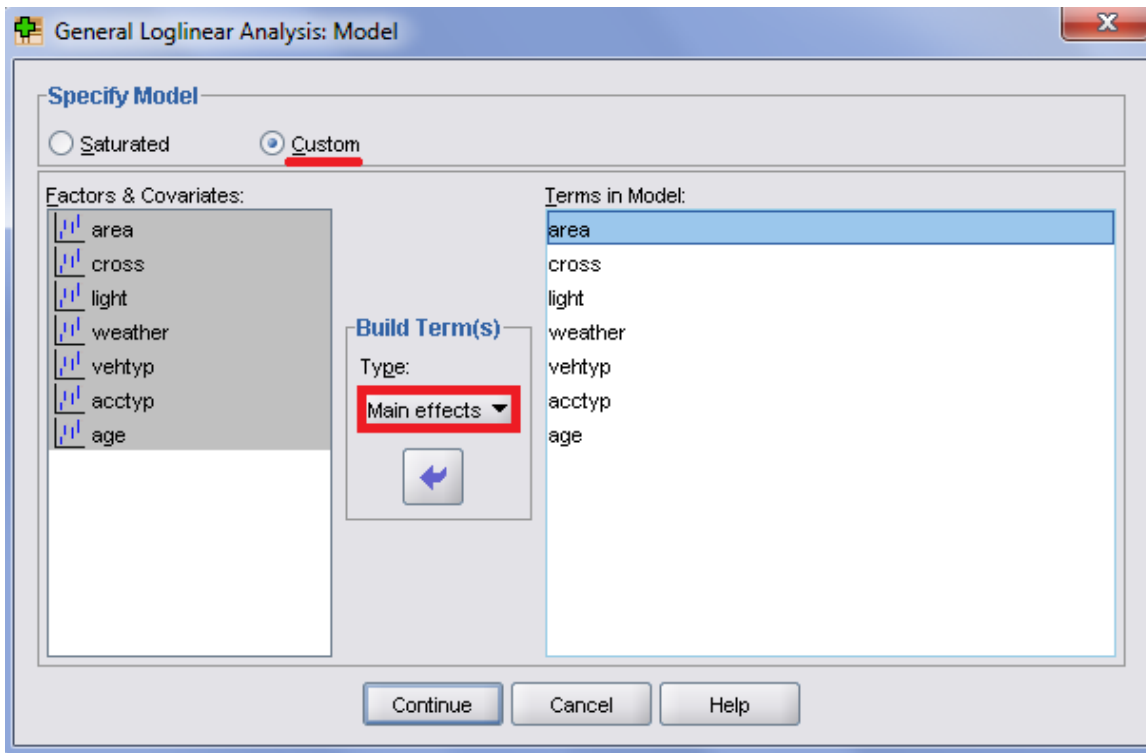 General Loglinear Analysis: Model
X
Specify Model
Saturated Custom
Factors & Covariates:
area
cross
light
weather
vehtyp
acctyp
age
Build Term(s)
Type:
Main effects
Terms in Model:
area
cross
light
weather
vehtyp
acctyp
age
Continue Cancel Help